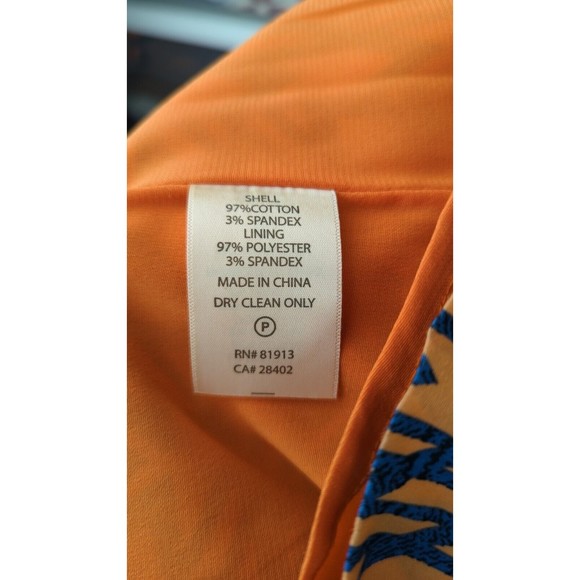 SHELL
97%COTTON
3% SPANDEX
LINING
97% POLYESTER
3% SPANDEX
MADE IN CHINA
DRY CLEAN ONLY
P
RN# 81913
CA# 28402